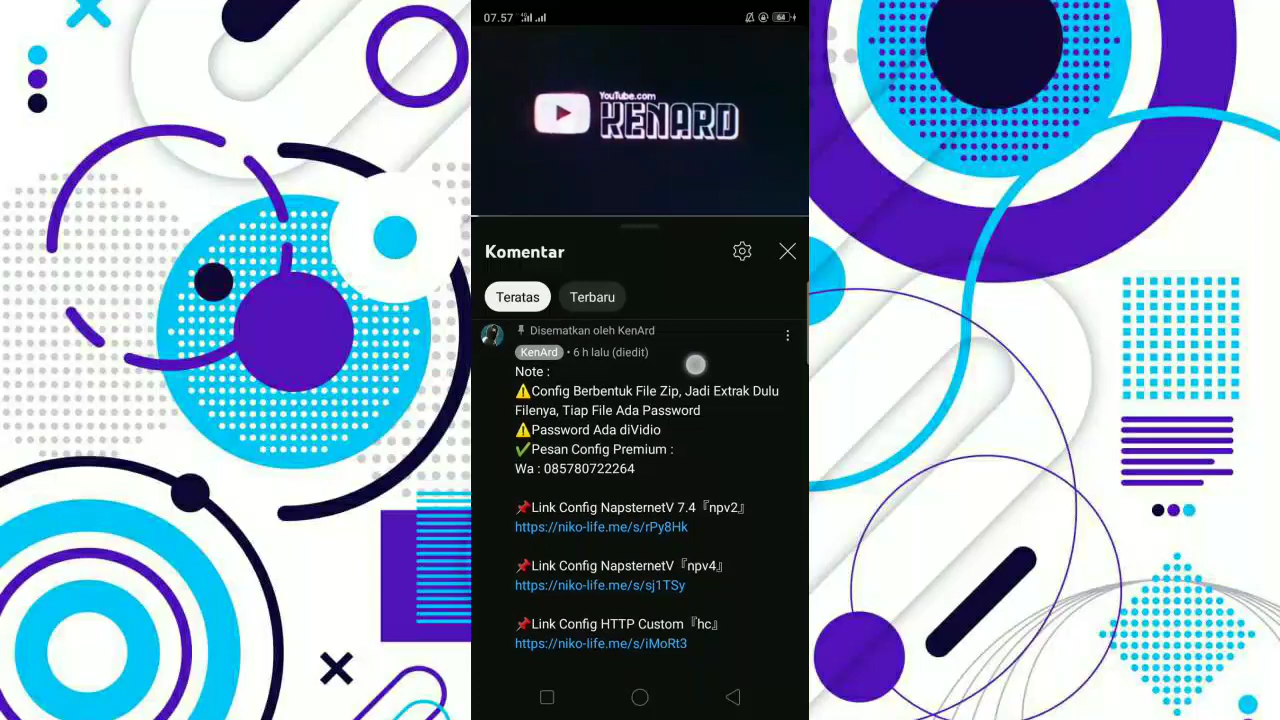 07.57
64
YouTube.com
KENARD
Komentar
Teratas
Terbaru
Disematkan oleh KenArd
KenArd • 6 h lalu (diedit)
Note :
⚠️Config Berbentuk File Zip, Jadi Extrak Dulu
Filenya, Tiap File Ada Password
⚠️Password Ada diVidio
✔️Pesan Config Premium :
Wa : 085780722264
📌Link Config NapsternetV 7.4『npv2』
https://niko-life.me/s/rPy8Hk
📌Link Config NapsternetV『npv4』
https://niko-life.me/s/sj1TSy
📌Link Config HTTP Custom『hc』
https://niko-life.me/s/iMoRt3